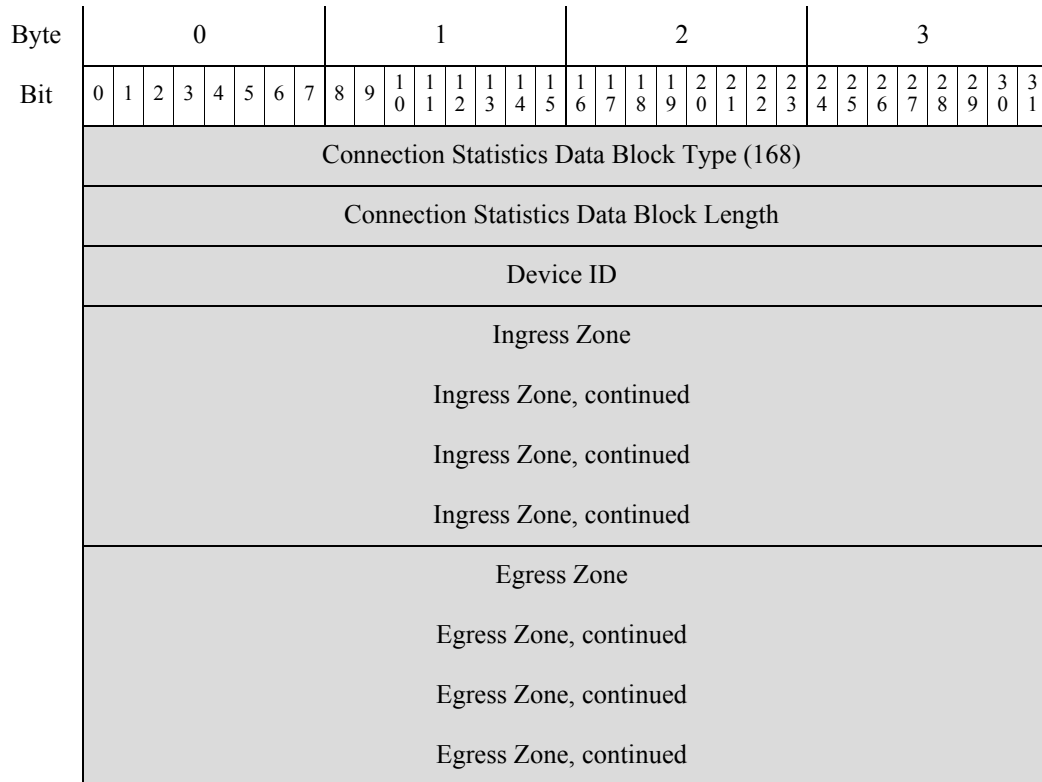 Byte 0 1 2 3
Bit 0 1 2 3 4 5 6 7 8 9 10 11 12 13 14 15 16 17 18 19 20 21 22 23 24 25 26 27 28 29 30 31
Connection Statistics Data Block Type (168)
Connection Statistics Data Block Length
Device ID
Ingress Zone
Ingress Zone, continued
Ingress Zone, continued
Ingress Zone, continued
Egress Zone
Egress Zone, continued
Egress Zone, continued
Egress Zone, continued